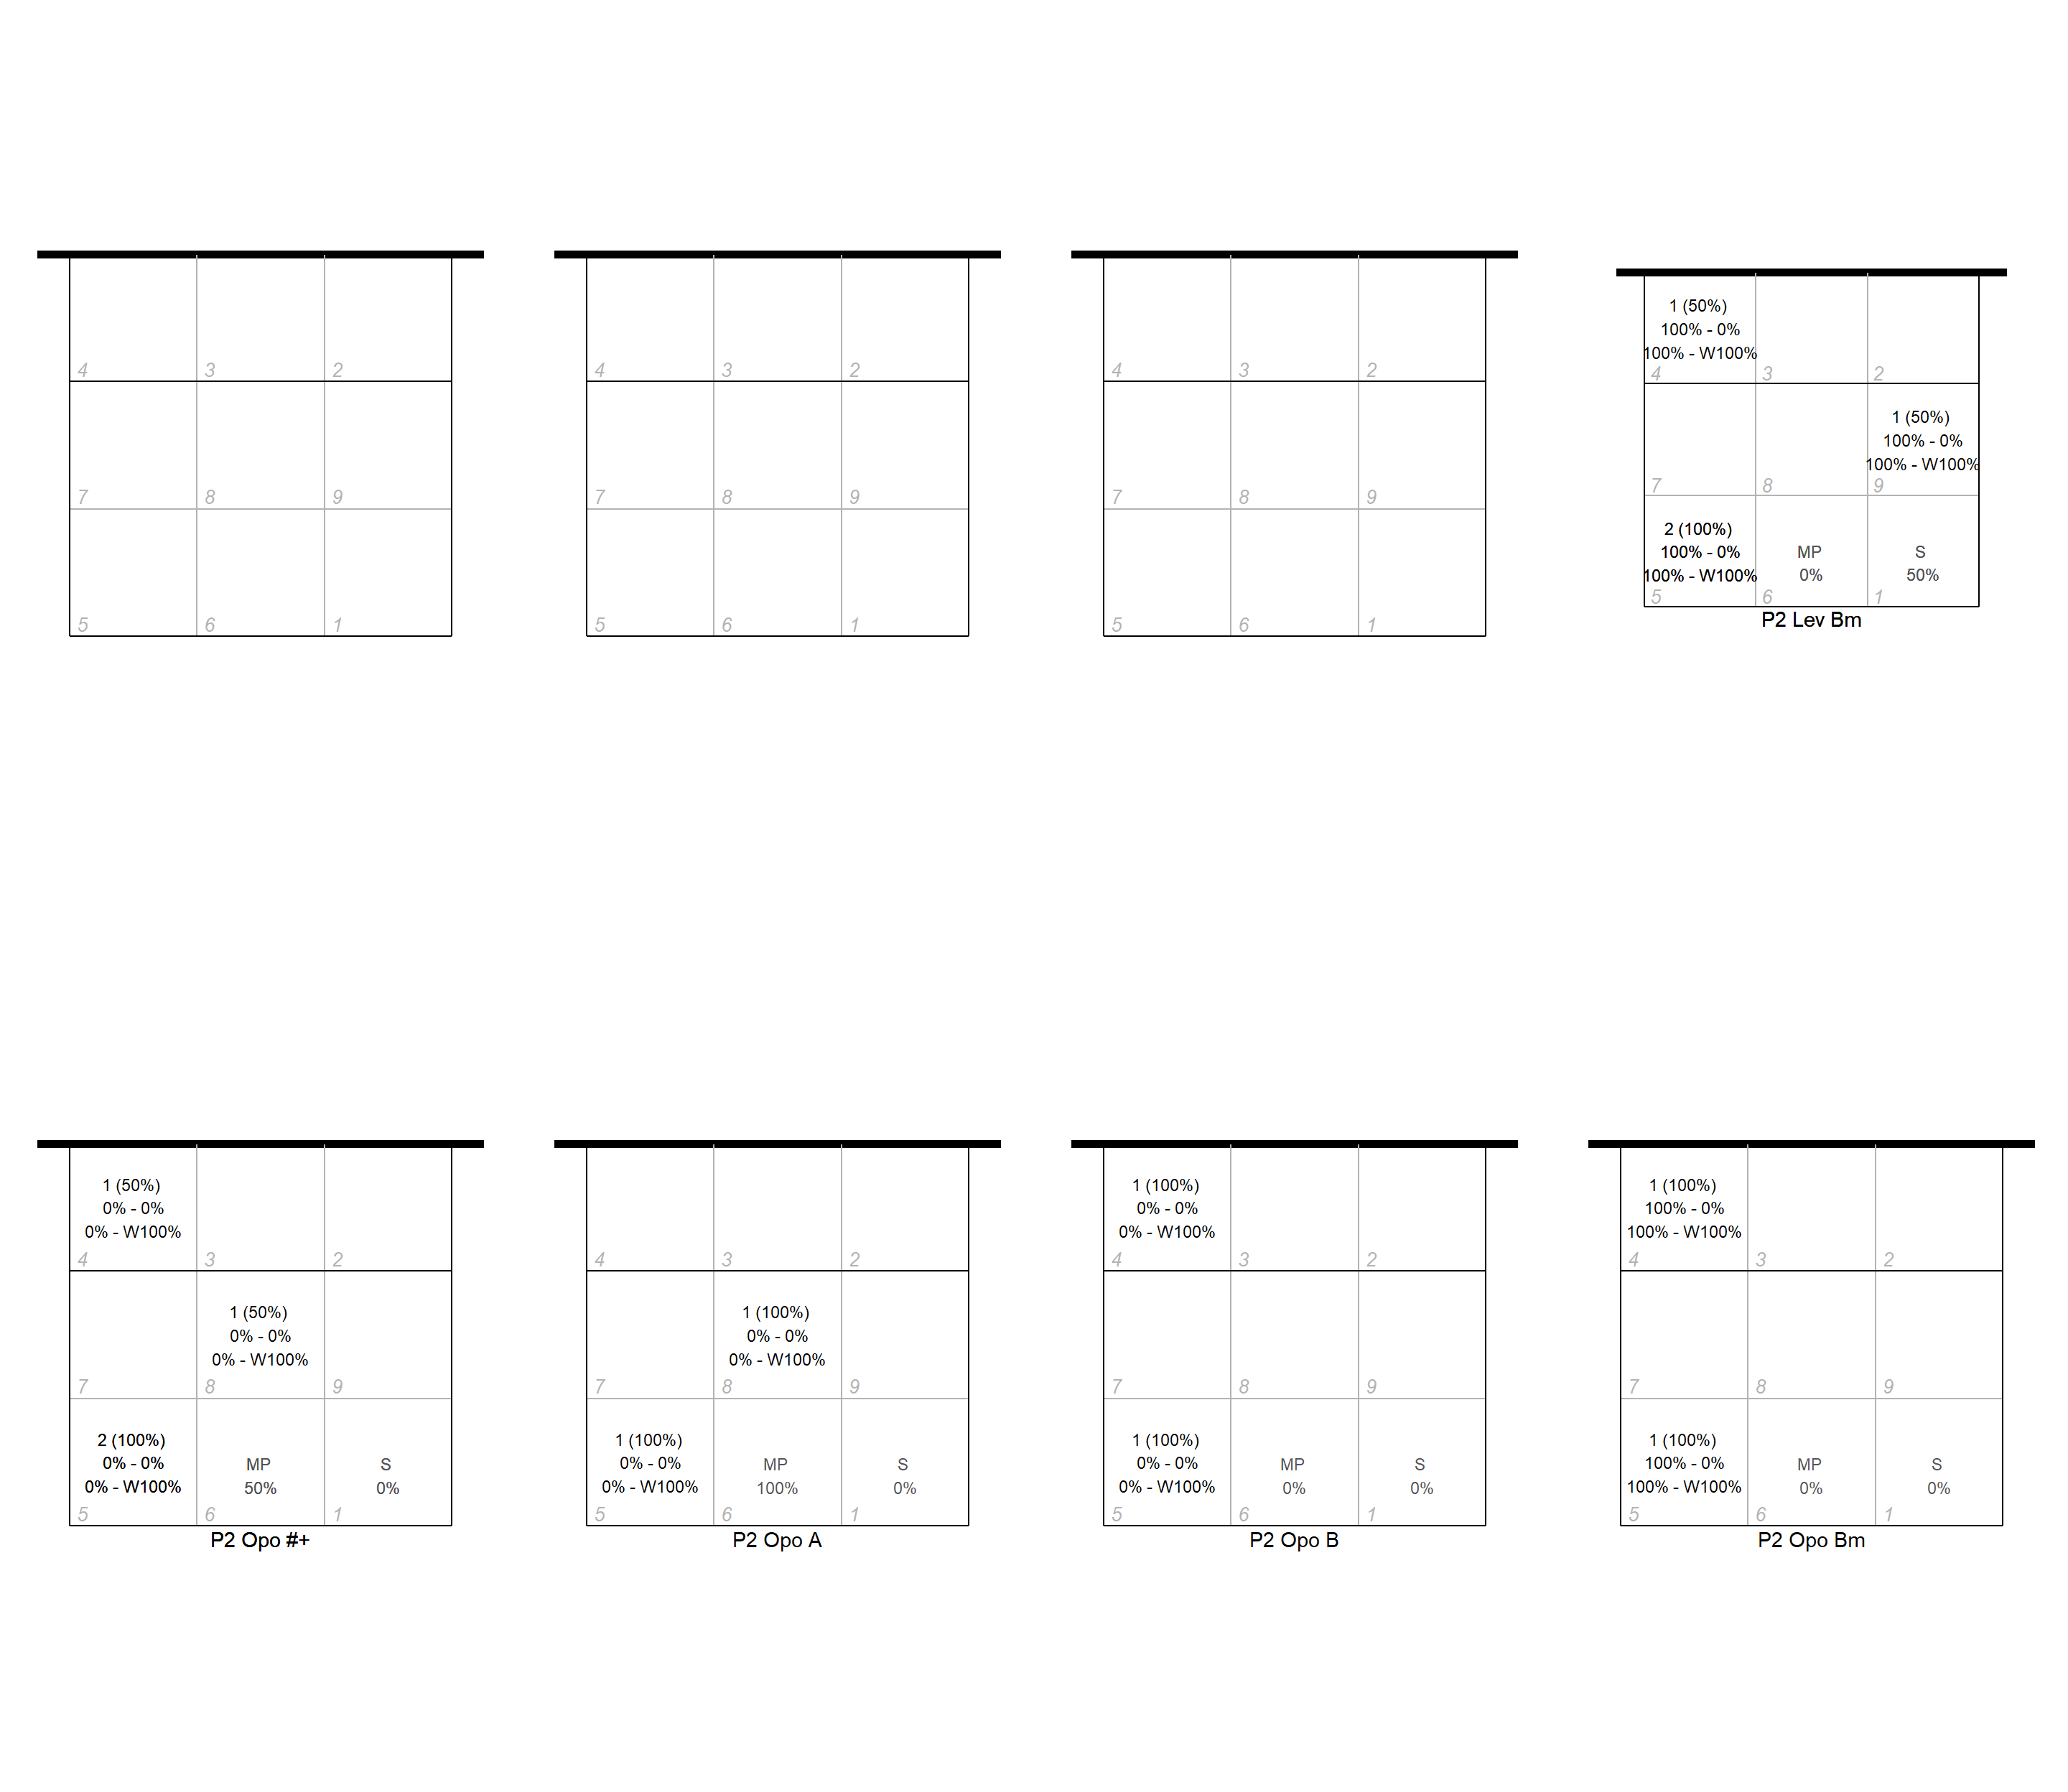 4 3 2
7 8 9
5 6 1
4 3 2
7 8 9
5 6 1
4 3 2
7 8 9
5 6 1
1 (50%)
100% - 0%
100% - W100%
4 3 2
1 (50%)
100% - 0%
100% - W100%
7 8 9
2 (100%)
100% - 0% MP S
100% - W100% 0% 50%
5 6 1
P2 Lev Bm
1 (50%)
0% - 0%
0% - W100%
4 3 2
1 (50%)
0% - 0%
0% - W100%
7 8 9
2 (100%)
0% - 0% MP S
0% - W100% 50% 0%
5 6 1
P2 Opo #+
4 3 2
1 (100%)
0% - 0%
0% - W100%
7 8 9
1 (100%)
0% - 0% MP S
0% - W100% 100% 0%
5 6 1
P2 Opo A
1 (100%)
0% - 0%
0% - W100%
4 3 2
7 8 9
1 (100%)
0% - 0% MP S
0% - W100% 0% 0%
5 6 1
P2 Opo B
1 (100%)
100% - 0%
100% - W100%
4 3 2
7 8 9
1 (100%)
100% - 0% MP S
100% - W100% 0% 0%
5 6 1
P2 Opo Bm